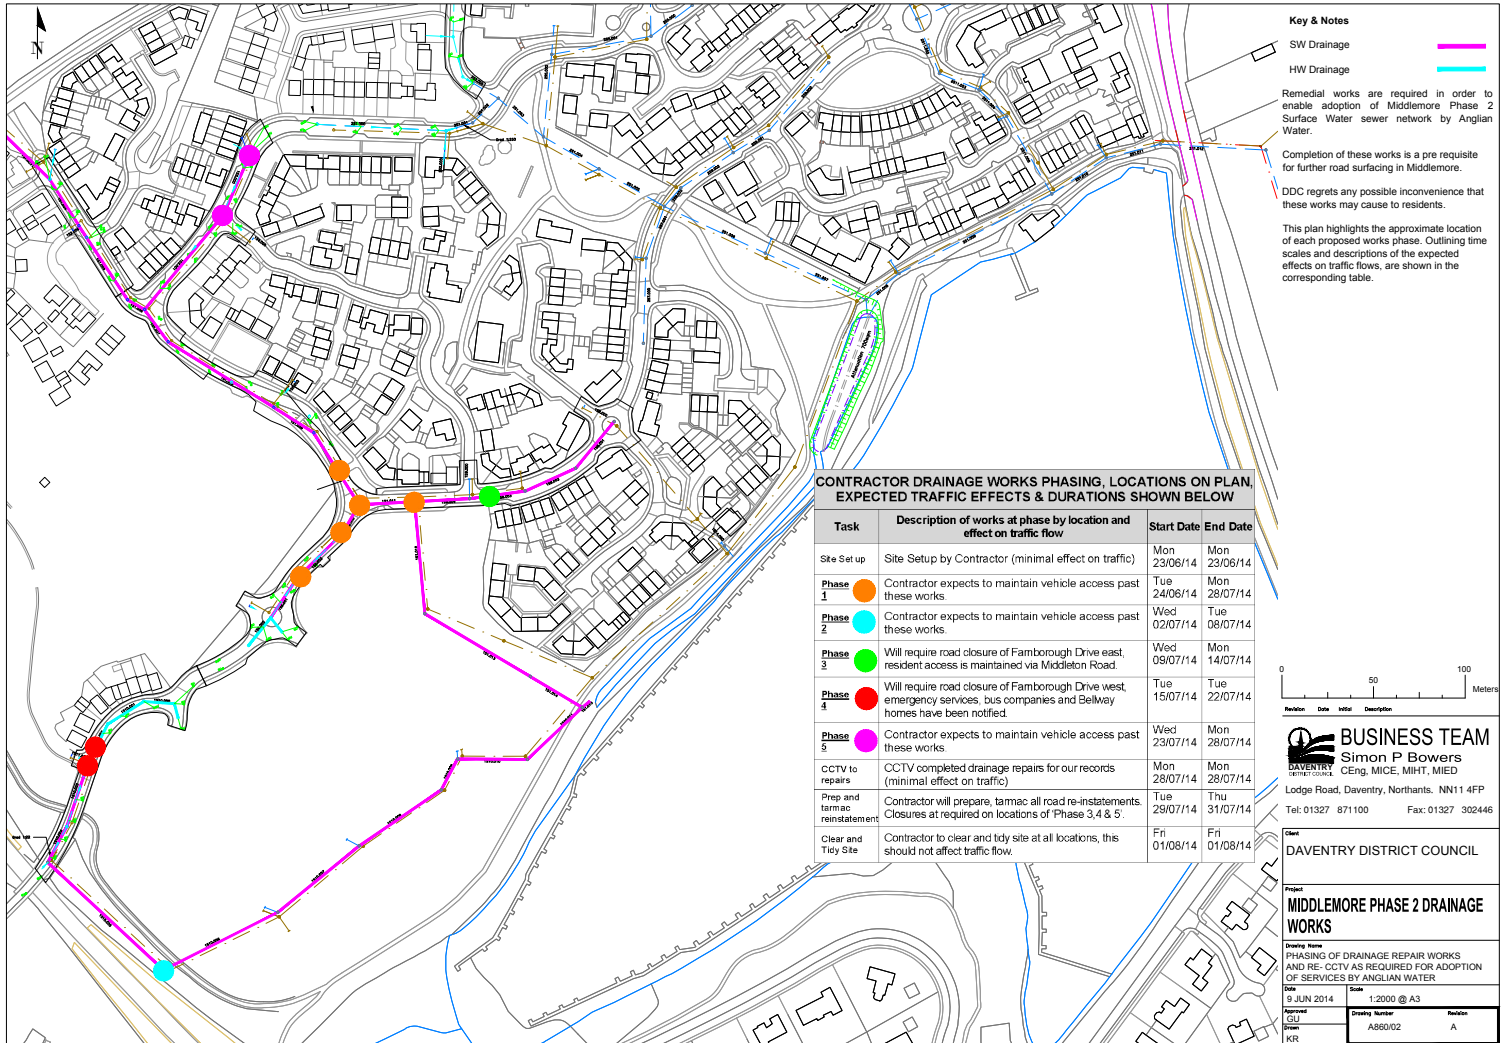 N
Key & Notes
SW Drainage
HW Drainage
Remedial works are required in order to
enable adoption of Middlemore Phase 2
Surface Water sewer network by Anglian
Water.
Completion of these works is a pre requisite
for further road surfacing in Middlemore.
DDC regrets any possible inconvenience that
these works may cause to residents.
This plan highlights the approximate location
of each proposed works phase. Outlining time
scales and descriptions of the expected
effects on traffic flows, are shown in the
corresponding table.
CONTRACTOR DRAINAGE WORKS PHASING, LOCATIONS ON PLAN,
EXPECTED TRAFFIC EFFECTS & DURATIONS SHOWN BELOW
Task
Description of works at phase by location and
effect on traffic flow
Start Date
End Date
Site Set up
Site Setup by Contractor (minimal effect on traffic)
Mon
23/06/14
Mon
23/06/14
Phase
1
Contractor expects to maintain vehicle access past
these works.
Tue
24/06/14
Mon
28/07/14
Phase
2
Contractor expects to maintain vehicle access past
these works.
Wed
02/07/14
Tue
08/07/14
Phase
3
Will require road closure of Farnborough Drive east,
resident access is maintained via Middleton Road.
Wed
09/07/14
Mon
14/07/14
Phase
4
Will require road closure of Farnborough Drive west,
emergency services, bus companies and Bellway
homes have been notified.
Tue
15/07/14
Tue
22/07/14
Phase
5
Contractor expects to maintain vehicle access past
these works.
Wed
23/07/14
Mon
28/07/14
CCTV to
repairs
CCTV completed drainage repairs for our records
(minimal effect on traffic)
Mon
28/07/14
Mon
28/07/14
Prep and
tarmac
reinstatement
Contractor will prepare, tarmac all road re-instatements.
Closures at required on locations of 'Phase 3,4 & 5'.
Tue
29/07/14
Thu
31/07/14
Clear and
Tidy Site
Contractor to clear and tidy site at all locations, this
should not affect traffic flow.
Fri
01/08/14
Fri
01/08/14
0
50
100
Meters
Revision Date Initial Description
DAVENTRY
DISTRICT COUNCIL
BUSINESS TEAM
Simon P Bowers
CEng, MICE, MIHT, MIED
Lodge Road, Daventry, Northants. NN11 4FP
Tel: 01327 871100 Fax: 01327 302446
Client
DAVENTRY DISTRICT COUNCIL
Project
MIDDLEMORE PHASE 2 DRAINAGE
WORKS
Drawing Name
PHASING OF DRAINAGE REPAIR WORKS
AND RE- CCTV AS REQUIRED FOR ADOPTION
OF SERVICES BY ANGLIAN WATER
Date
9 JUN 2014
Scale
1:2000 @ A3
Approved
GU
Drawn
KR
Drawing Number
A860/02
Revision
A